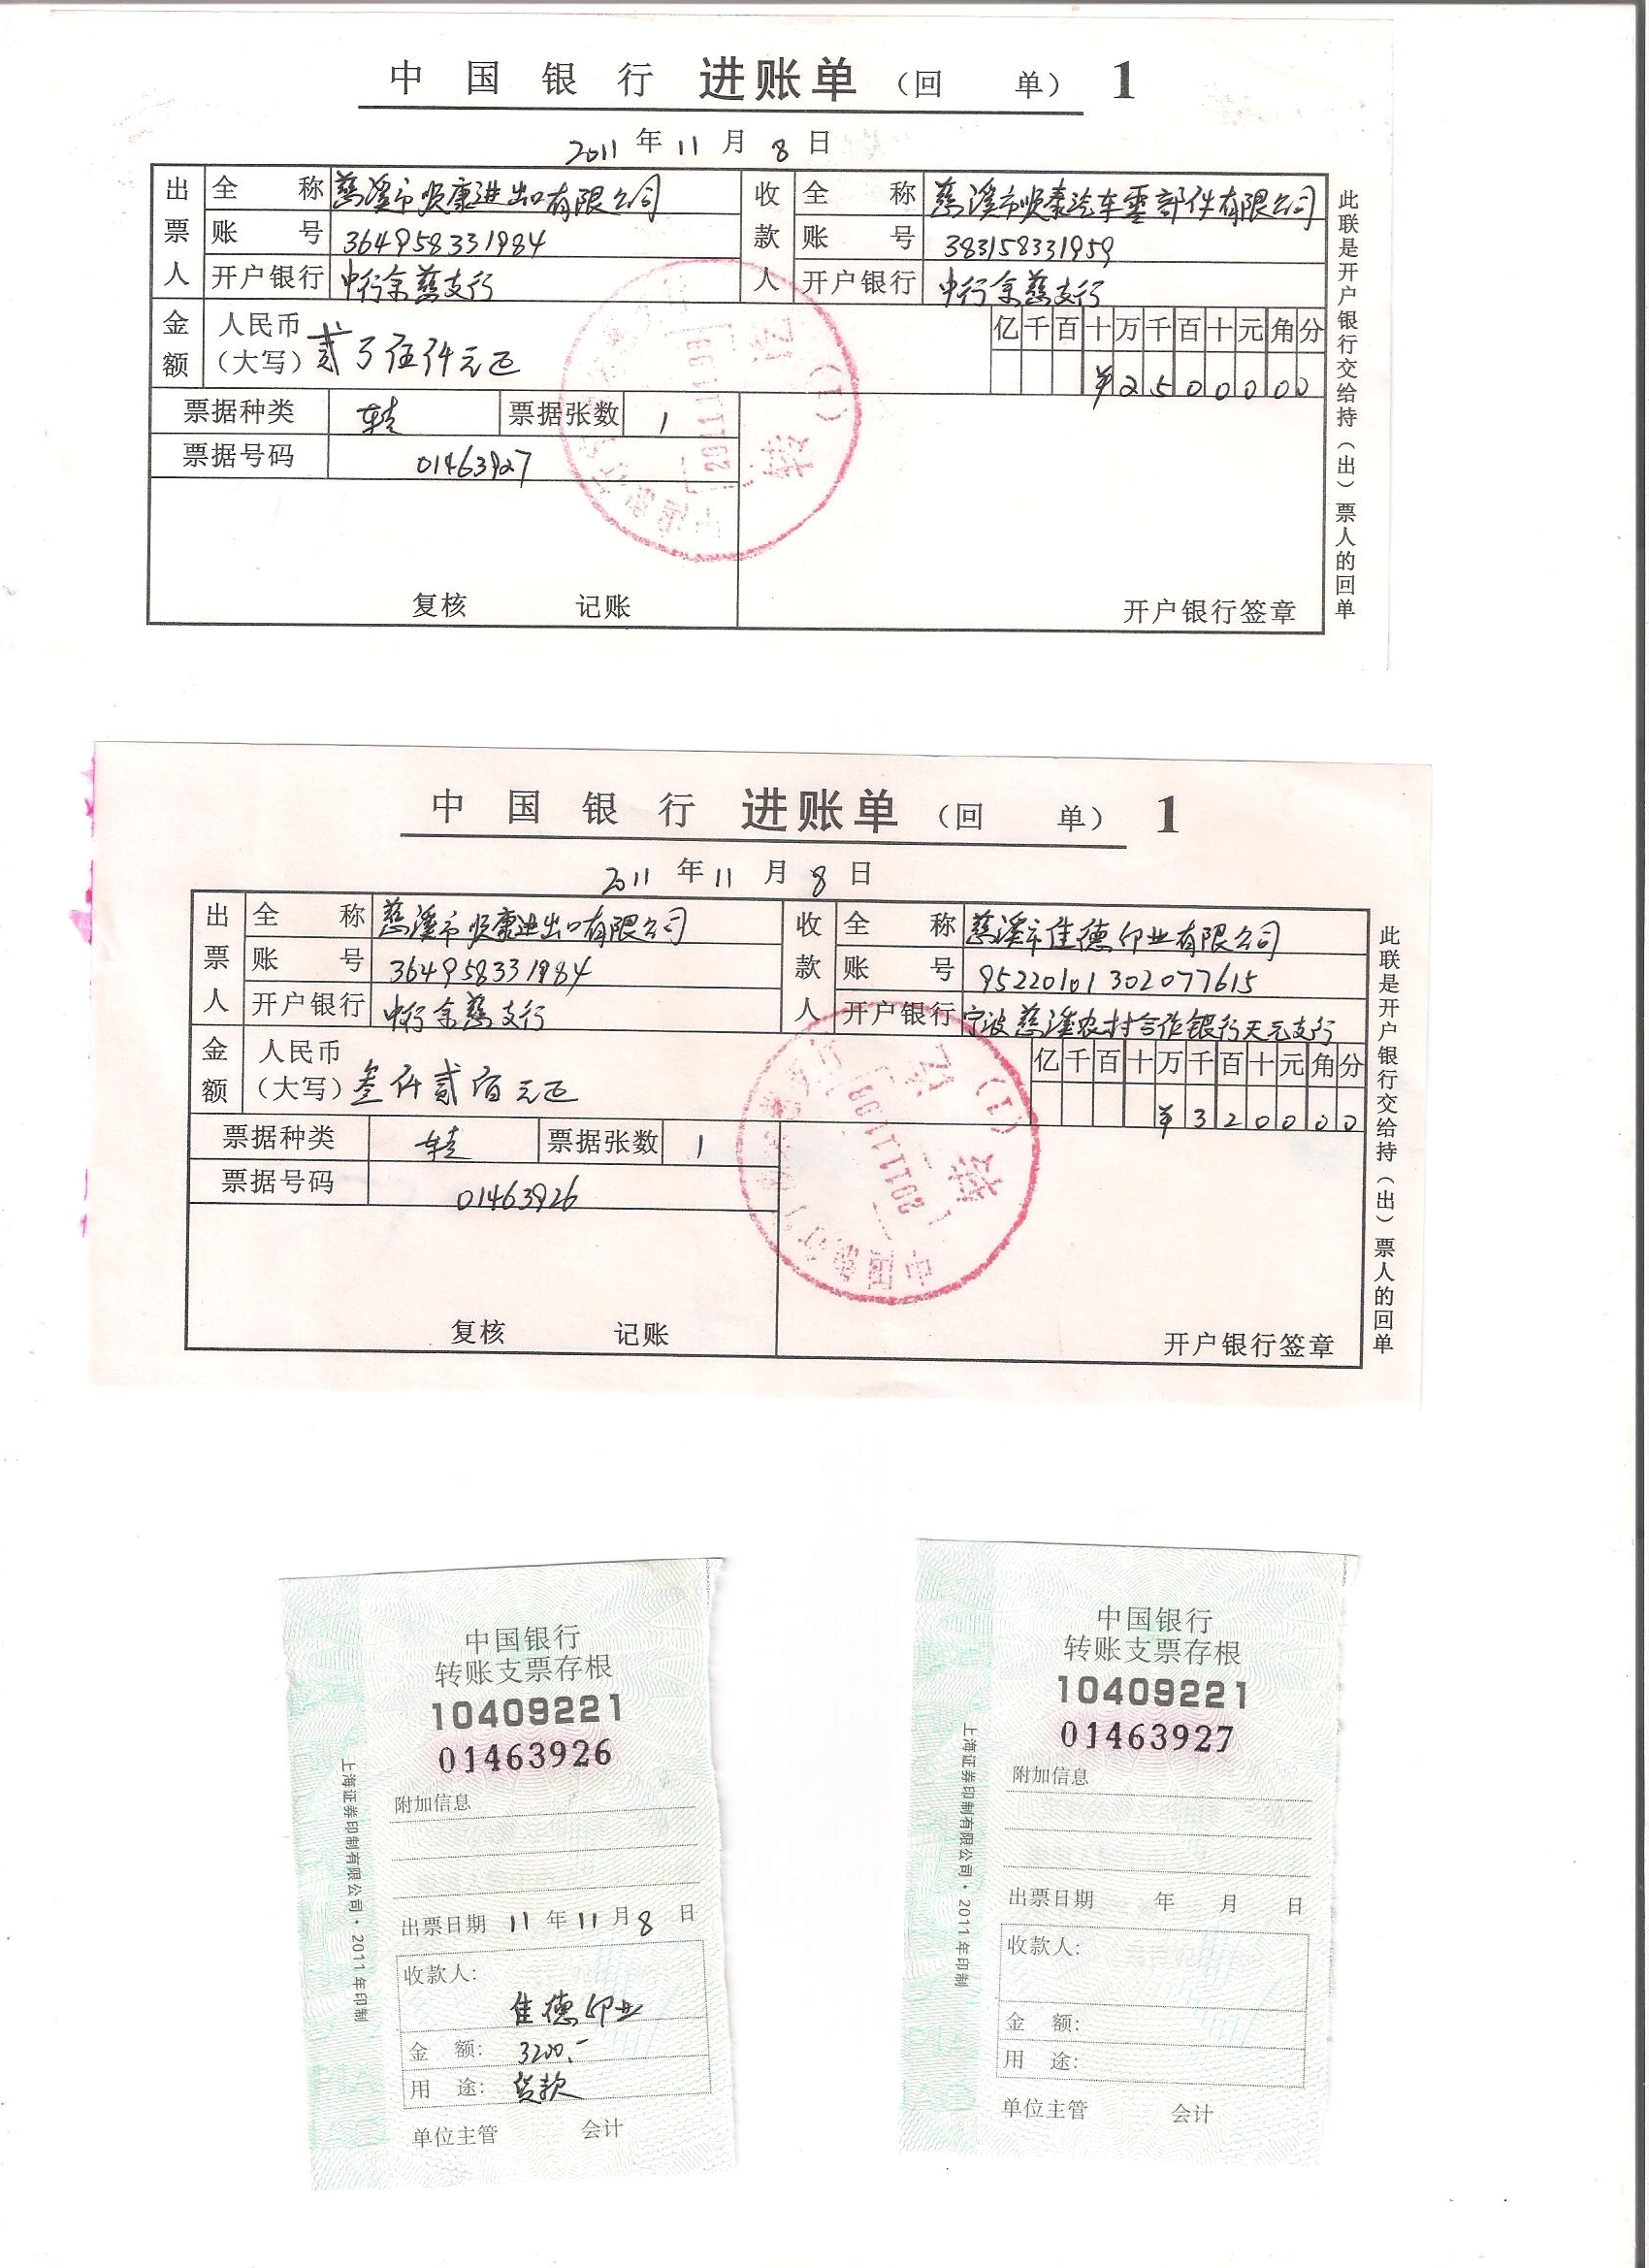 中国银行 进账单（回 单） 1
2011 年 11 月 8 日
出票人 全称 慈溪市顺康进出口有限公司 收款人 全称 慈溪市顺泰汽车零部件有限公司
账号 364958331984 账号 383158331959
开户银行 中行余慈支行 开户银行 中行余慈支行
金额 人民币（大写） 贰万伍仟元正 亿千百十万千百十元角分
¥2500000
票据种类 转支 票据张数 1
票据号码 01463927
复核 记账 开户银行签章
此联是开户银行交给持（出）票人的回单
2011.11.08
转讫
(1)
中国银行 进账单（回 单） 1
2011 年 11 月 8 日
出票人 全称 慈溪市顺康进出口有限公司 收款人 全称 慈溪市佳德印业有限公司
账号 364958331984 账号 95220101302077615
开户银行 中行余慈支行 开户银行 宁波慈溪农村合作银行天元支行
金额 人民币（大写） 叁仟贰佰元正 亿千百十万千百十元角分
¥320000
票据种类 转支 票据张数 1
票据号码 01463926
复核 记账 开户银行签章
此联是开户银行交给持（出）票人的回单
2011.11.08
转讫
(1)
中国银行
转账支票存根
10409221
01463926
附加信息
出票日期 11 年 11 月 8 日
收款人:
佳德印业
金额: 3200.-
用途: 货款
单位主管 会计
上海证券印制有限公司·2011年印制
中国银行
转账支票存根
10409221
01463927
附加信息
出票日期 年 月 日
收款人:
金额:
用途:
单位主管 会计
上海证券印制有限公司·2011年印制